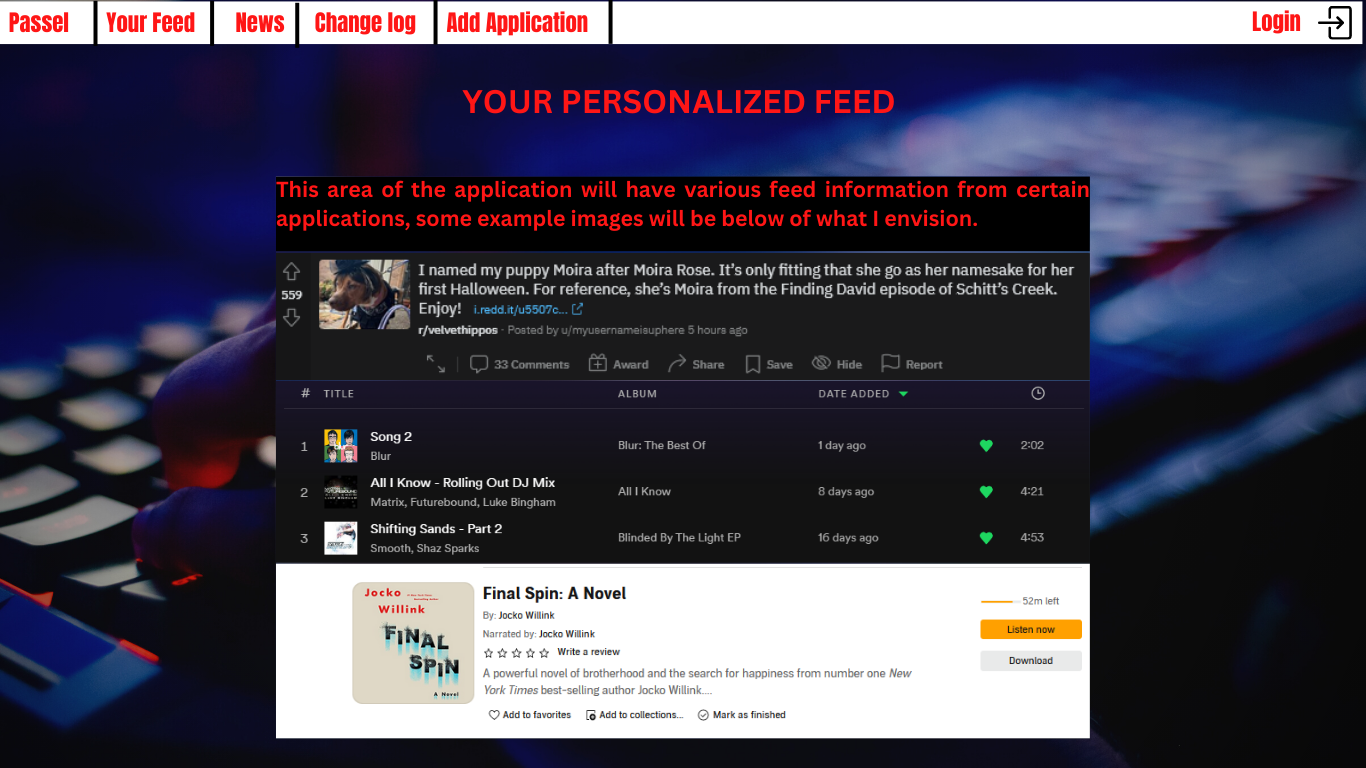 Passel
Your Feed
News
Change log
Add Application
Login
YOUR PERSONALIZED FEED
This area of the application will have various feed information from certain
applications, some example images will be below of what I envision.
559
I named my puppy Moira after Moira Rose. It's only fitting that she go as her namesake for her
first Halloween. For reference, she's Moira from the Finding David episode of Schitt's Creek.
Enjoy! i.redd.it/u5507c...
r/velvethippos · Posted by u/myusernameisuphere 5 hours ago
33 Comments Award Share Save Hide Report
# TITLE ALBUM DATE ADDED
1 Song 2 Blur: The Best Of 1 day ago 2:02
Blur
2 All I Know - Rolling Out DJ Mix All I Know 8 days ago 4:21
Matrix, Futurebound, Luke Bingham
3 Shifting Sands - Part 2 Blinded By The Light EP 16 days ago 4:53
Smooth, Shaz Sparks
Jocko
Willink
FINAL
SPIN
A Novel
Final Spin: A Novel
By: Jocko Willink
Narrated by: Jocko Willink
Write a review
A powerful novel of brotherhood and the search for happiness from number one New
York Times best-selling author Jocko Willink....
Add to favorites Add to collections... Mark as finished
52m left
Listen now
Download